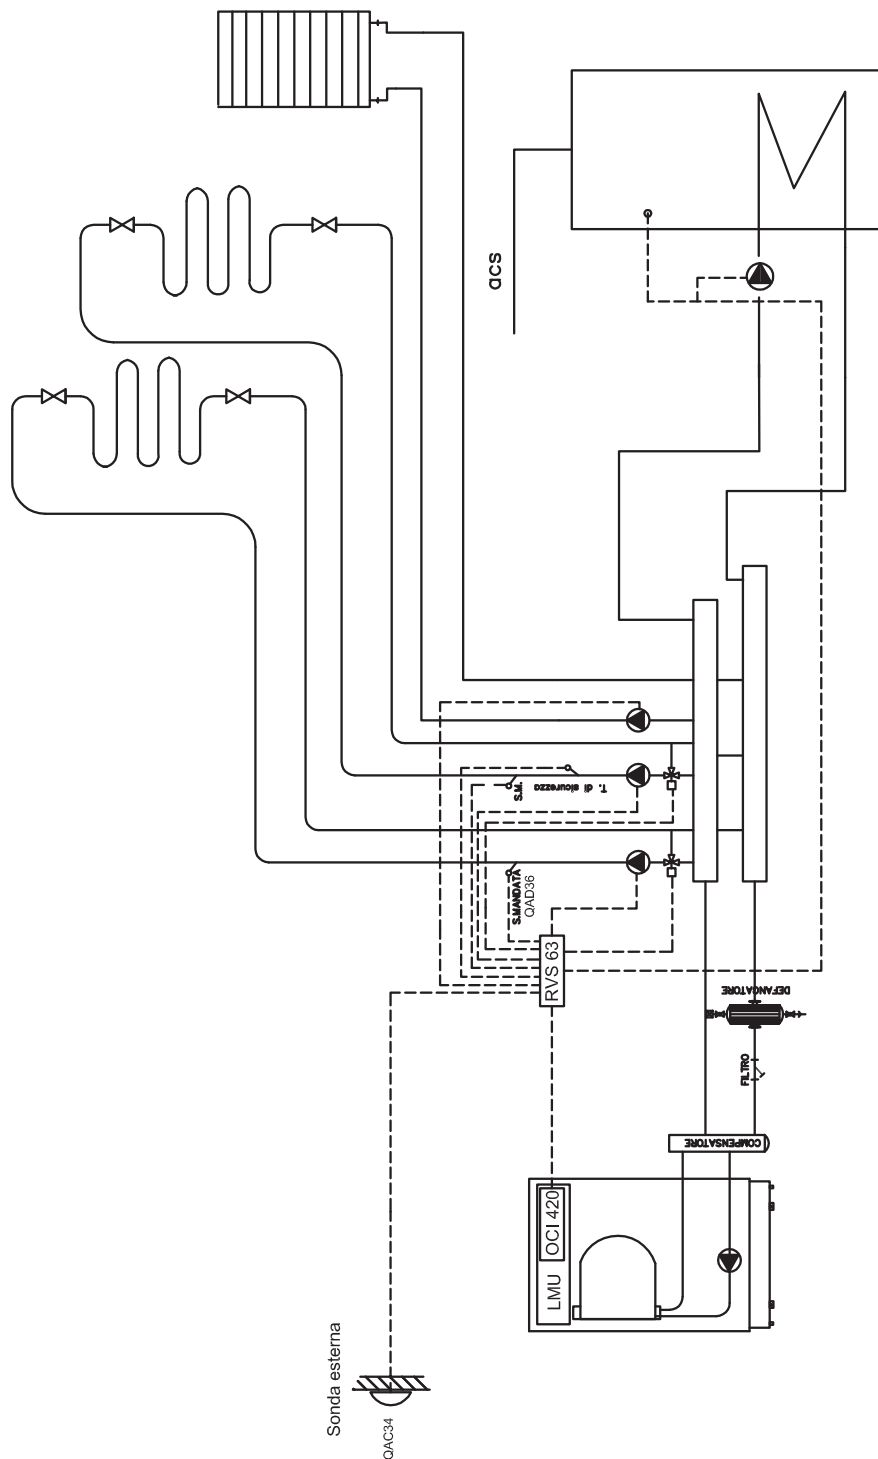 acs
S.M.
T. di sicurezza
S.MANDATA
QAD36
RVS 63
DEFANGATORE
FILTRO
COMPENSATORE
OCI 420
LMU
Sonda esterna
QAC34